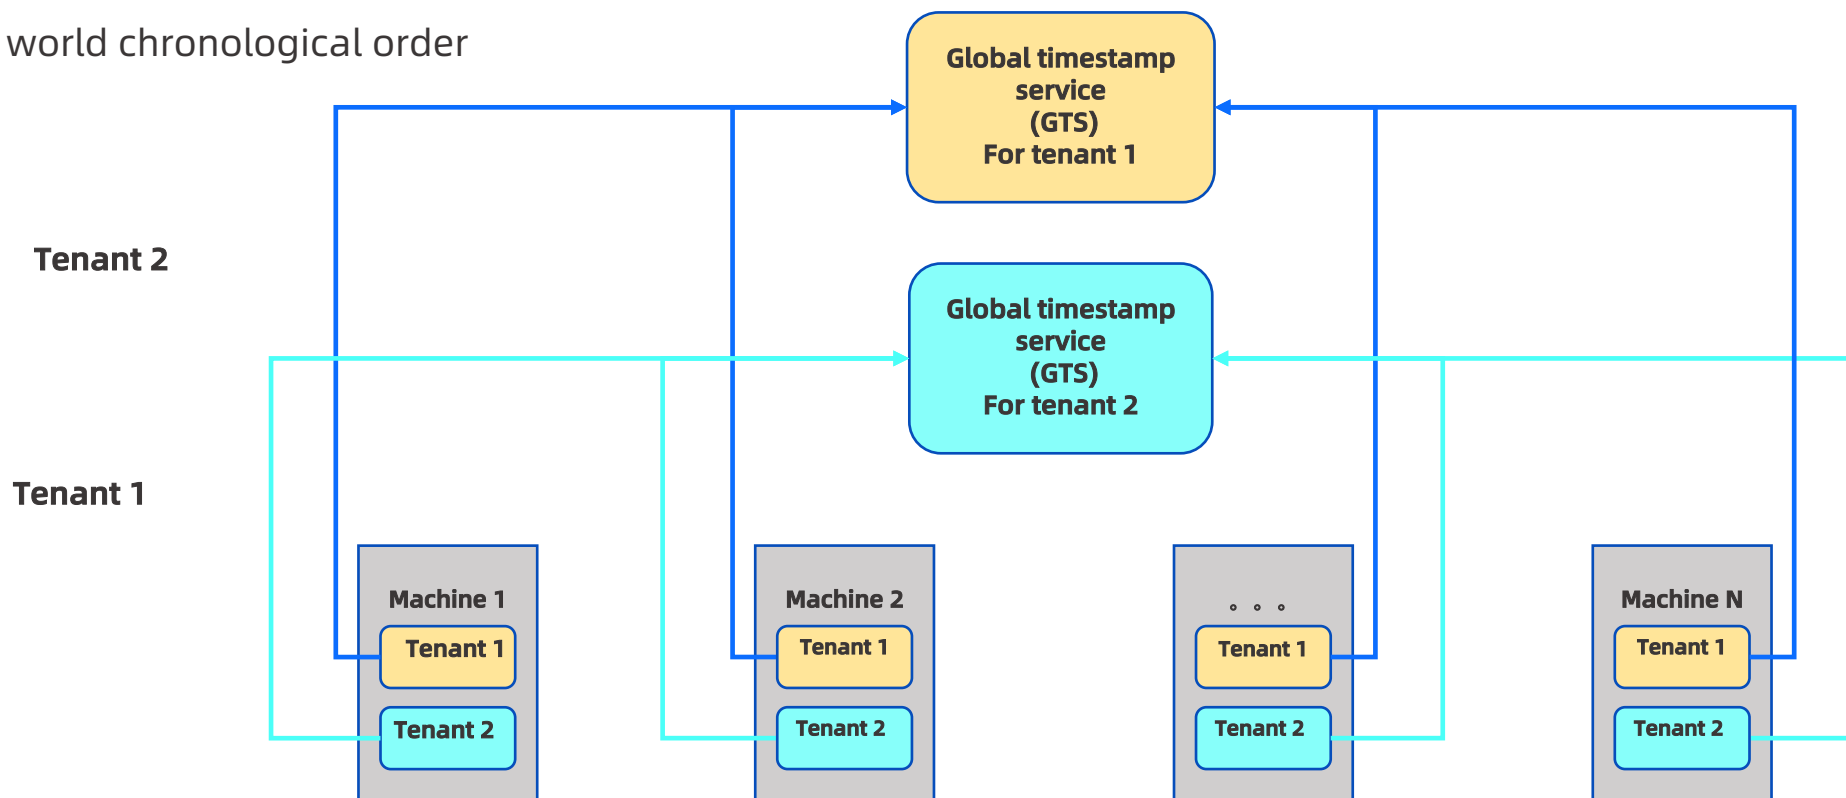 world chronological order
Global timestamp
service
(GTS)
For tenant 1
Tenant 2
Global timestamp
service
(GTS)
For tenant 2
Tenant 1
Machine 1
Tenant 1
Tenant 2
Machine 2
Tenant 1
Tenant 2
。。。
Tenant 1
Tenant 2
Machine N
Tenant 1
Tenant 2